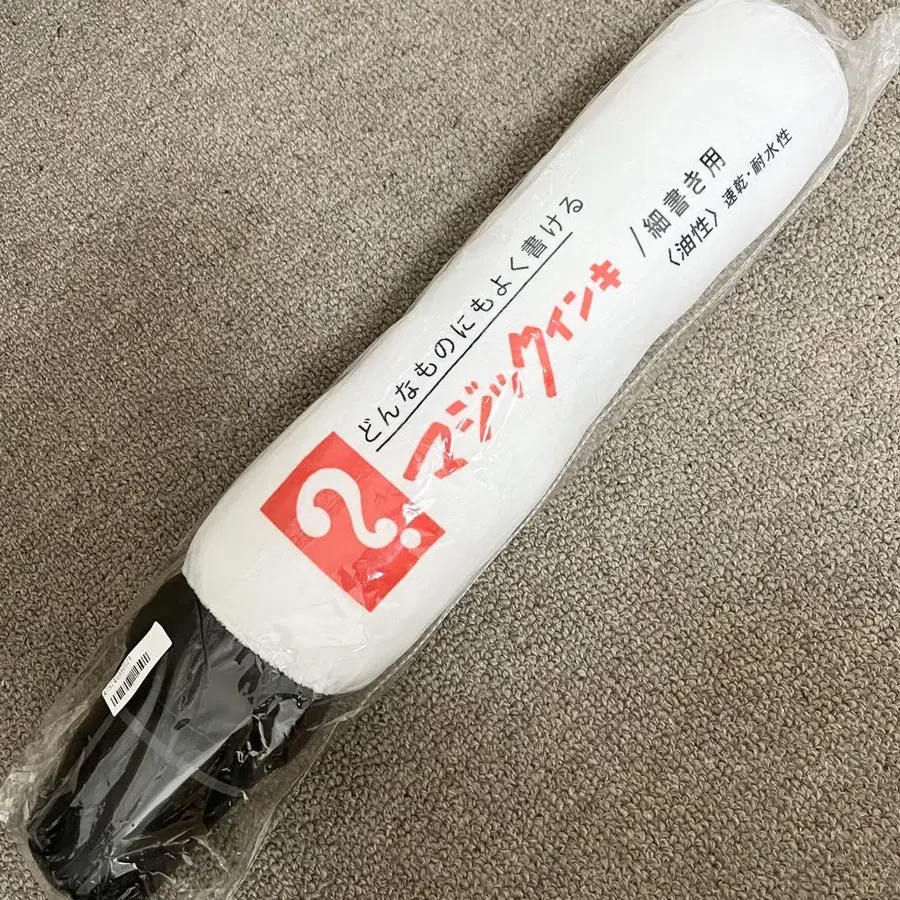 どんなものにもよく書ける
マジックインキ
/細書き用
〈油性〉 速乾・耐水性
?